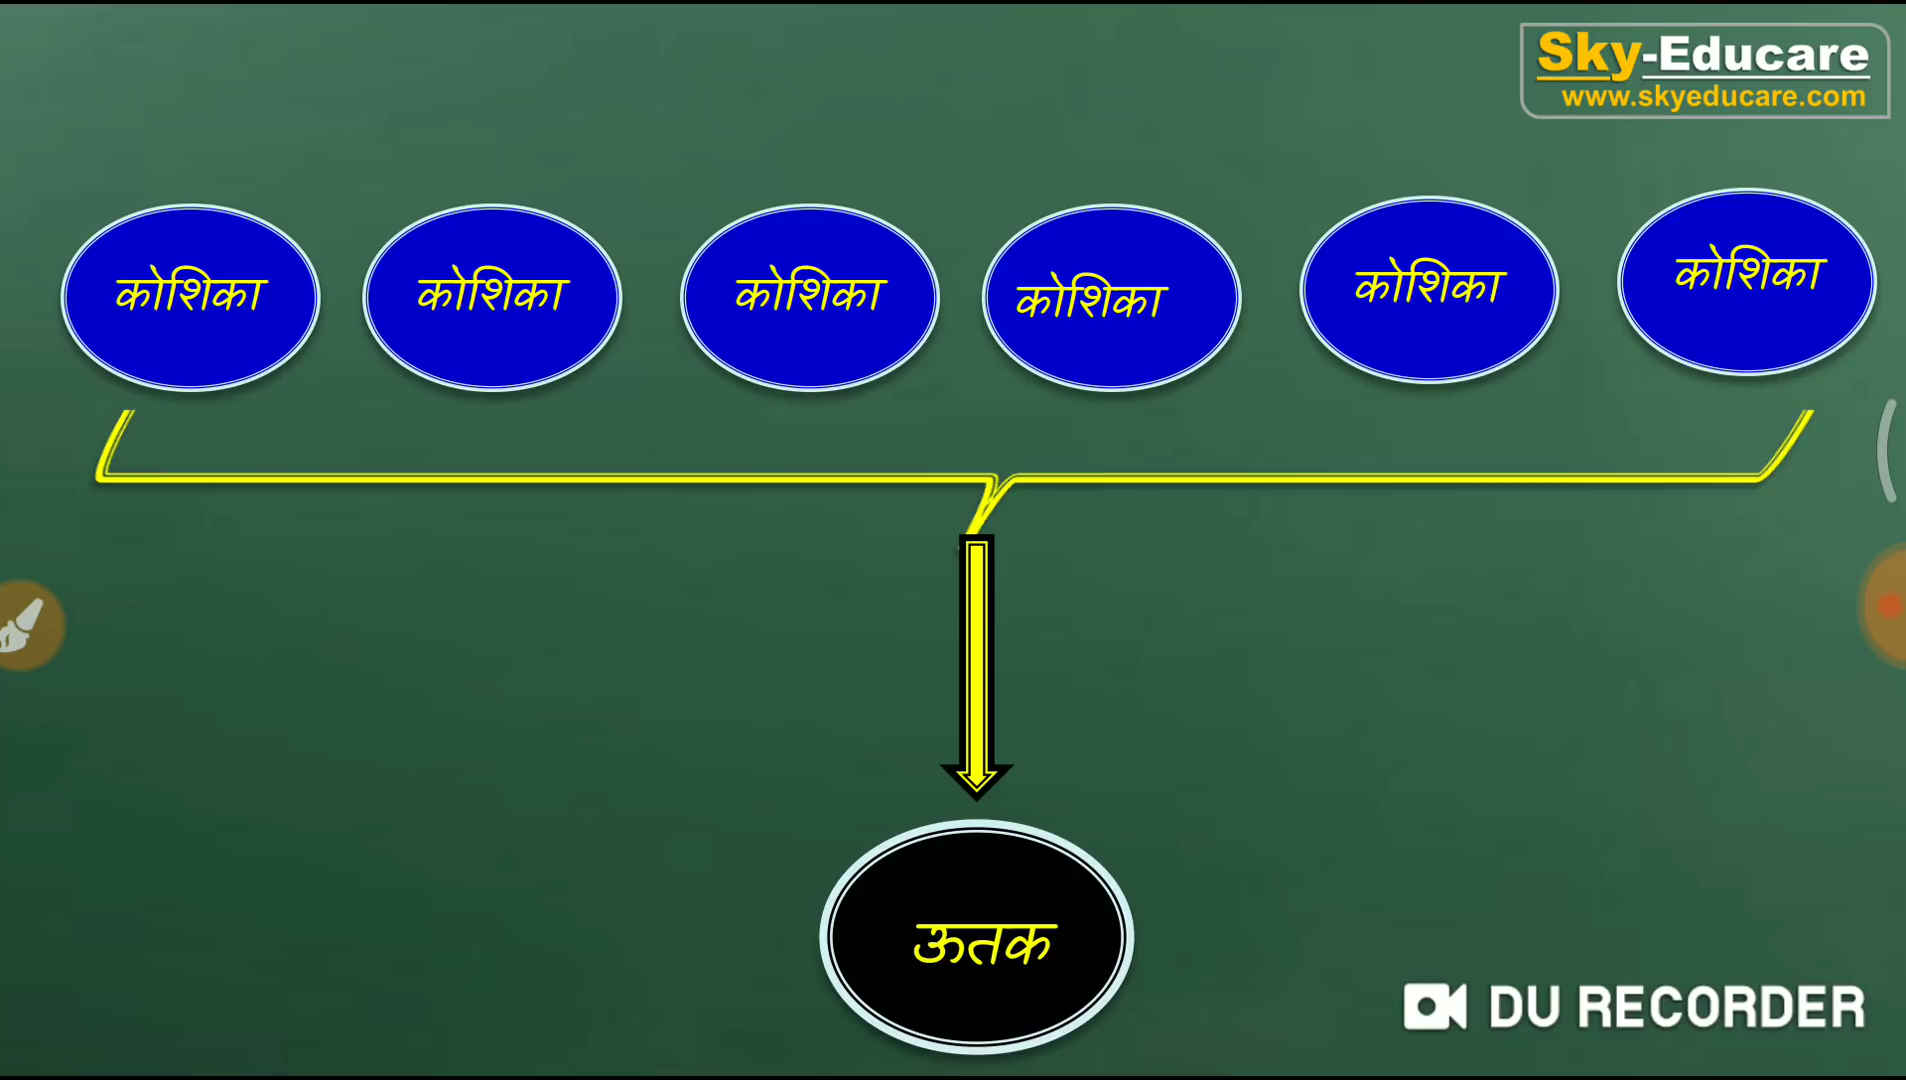 Sky-Educare
www.skyeducare.com
कोशिका कोशिका कोशिका कोशिका कोशिका कोशिका
ऊतक
DU RECORDER